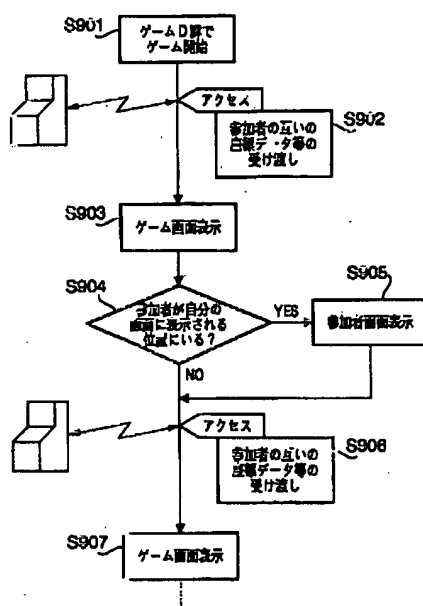 S901
ゲームD課で
ゲーム開始
アクセス
S902
参加者の互いの
座標データ等の
受け渡し
S903
ゲーム画面表示
S904
参加者が自分の
画面に表示される
位置にいる?
YES
S905
参加者画面表示
NO
アクセス
S906
参加者の互いの
座標データ等の
受け渡し
S907
ゲーム画面表示